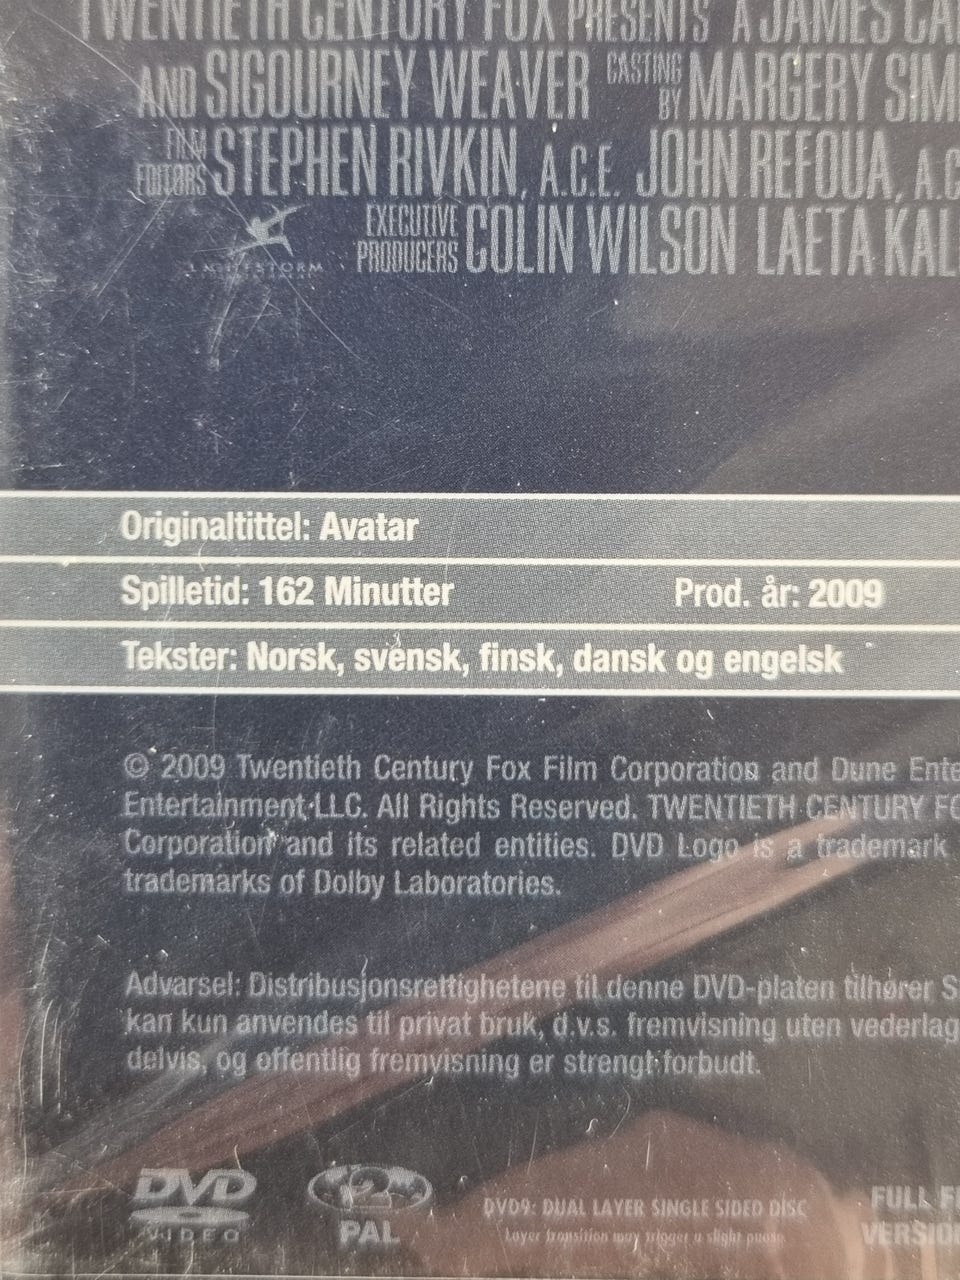 TWENTIETH CENTURY FOX PRESENTS A JAMES
AND SIGOURNEY WEAVER CASTING BY MARGERY
FILM EDITORS STEPHEN RIVKIN, A.C.E. JOHN REFOUA,
LIGHTSTORM
EXECUTIVE PRODUCERS COLIN WILSON LAETA
Originaltittel: Avatar
Spilletid: 162 Minutter Prod. år: 2009
Tekster: Norsk, svensk, finsk, dansk og engelsk
© 2009 Twentieth Century Fox Film Corporation and Dune
Entertainment LLC. All Rights Reserved. TWENTIETH CENTURY
Corporation and its related entities. DVD Logo is a trademark
trademarks of Dolby Laboratories.
Advarsel: Distribusjonsrettighetene til denne DVD-platen tilhører
kan kun anvendes til privat bruk, d.v.s. fremvisning uten vederlag
delvis, og offentlig fremvisning er strengt forbudt.
DVD VIDEO
2
PAL
DVD9: DUAL LAYER SINGLE SIDED DISC
Layer transition may trigger a slight pause.
FULL